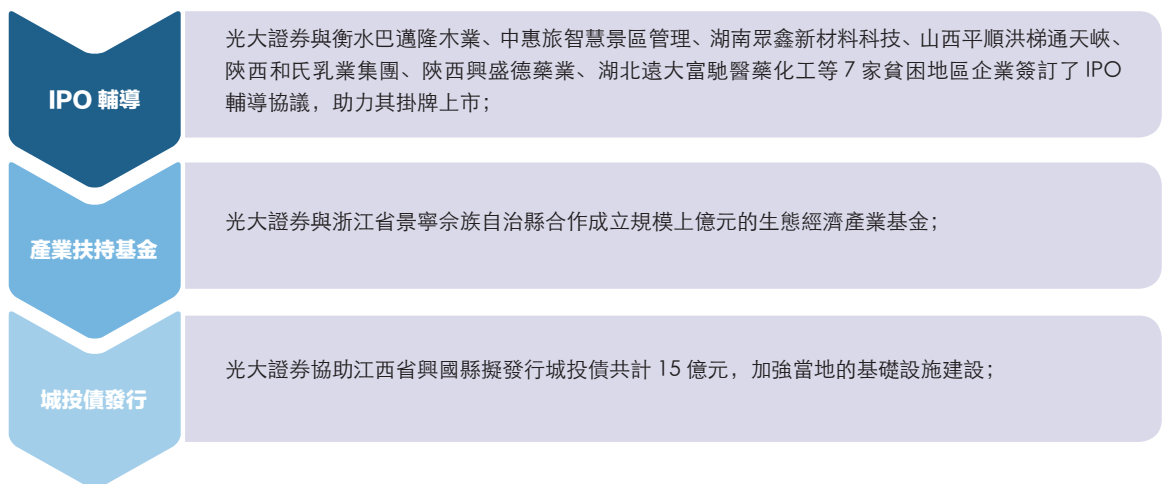 IPO 輔導
光大證券與衡水巴邁隆木業、中惠旅智慧景區管理、湖南眾鑫新材料科技、山西平順洪梯通天峽、
陝西和氏乳業集團、陝西興盛德藥業、湖北遠大富馳醫藥化工等 7 家貧困地區企業簽訂了 IPO
輔導協議，助力其掛牌上市；
產業扶持基金
光大證券與浙江省景寧佘族自治縣合作成立規模上億元的生態經濟產業基金；
城投債發行
光大證券協助江西省興國縣擬發行城投債共計 15 億元，加強當地的基礎設施建設；